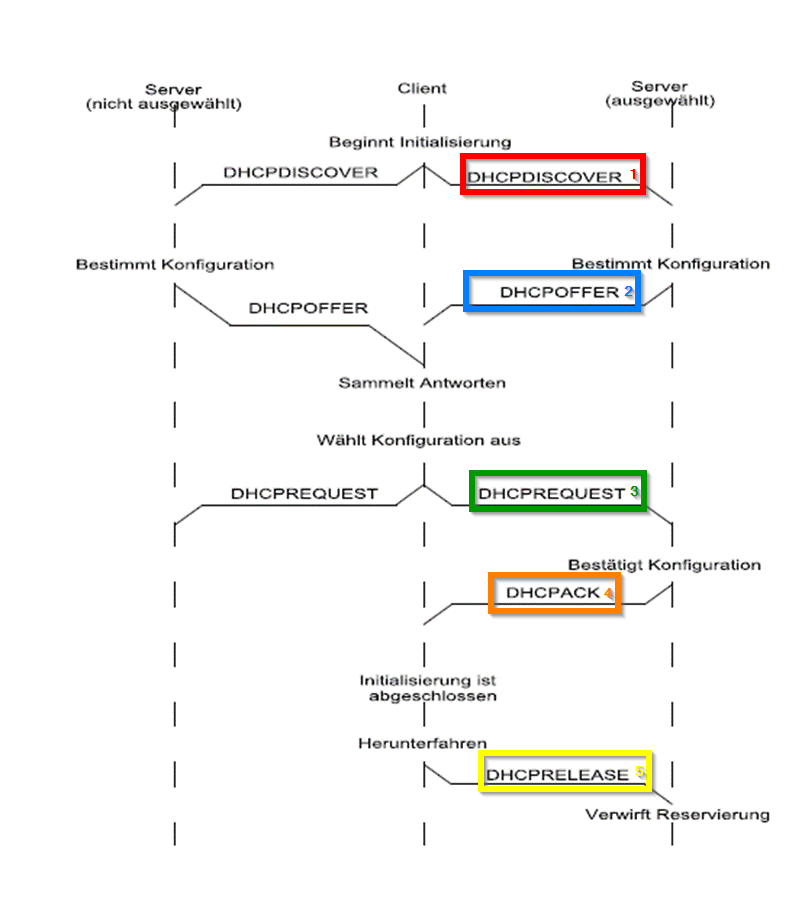 Server
(nicht ausgewählt)
Client
Server
(ausgewählt)
Beginnt Initialisierung
DHCPDISCOVER
DHCPDISCOVER 1
Bestimmt Konfiguration
Bestimmt Konfiguration
DHCPOFFER 2
DHCPOFFER
Sammelt Antworten
Wählt Konfiguration aus
DHCPREQUEST
DHCPREQUEST 3
Bestätigt Konfiguration
DHCPACK 4
Initialisierung ist
abgeschlossen
Herunterfahren
DHCPRELEASE 5
Verwirft Reservierung